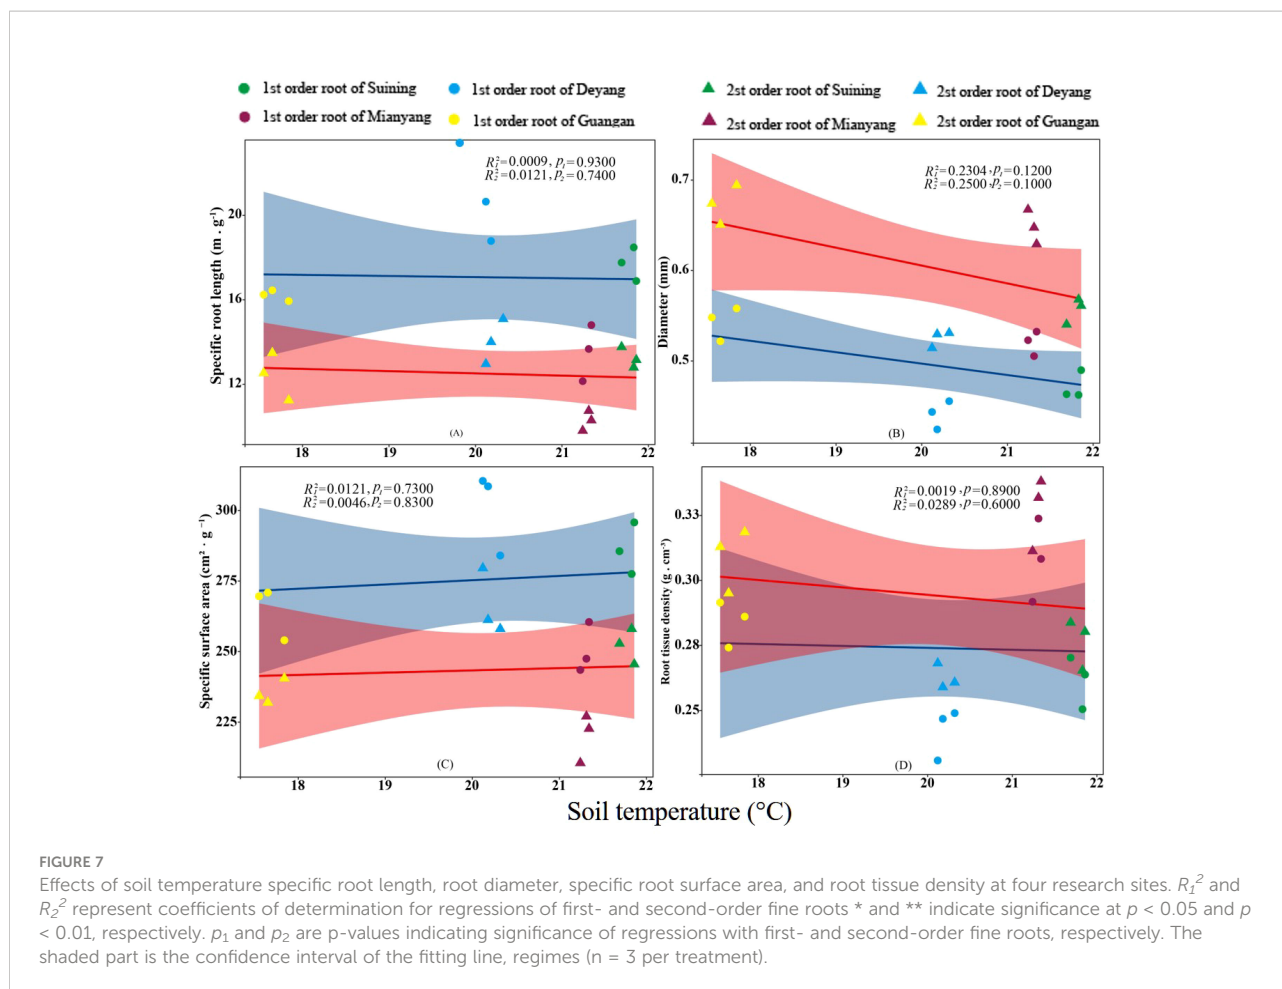 1st order root of Suining
1st order root of Deyang
2st order root of Suining
2st order root of Deyang
1st order root of Mianyang
1st order root of Guangan
2st order root of Mianyang
2st order root of Guangan
R₁²=0.0009, p₁=0.9300
R₂²=0.0121, p₂=0.7400
Specific root length (m . g⁻¹)
20
16
12
(A)
18
19
20
21
22
R₁²=0.2304, p₁=0.1200
R₂²=0.2500, p₂=0.1000
Diameter (mm)
0.7
0.6
0.5
(B)
18
19
20
21
22
R₁²=0.0121, p₁=0.7300
R₂²=0.0046, p₂=0.8300
Specific surface area (cm² · g⁻¹)
300
275
250
225
(C)
18
19
20
21
22
R₁²=0.0019, p=0.8900
R₂²=0.0289, p=0.6000
Root tissue density (g . cm⁻³)
0.33
0.30
0.28
0.25
(D)
18
19
20
21
22
Soil temperature (°C)
FIGURE 7
Effects of soil temperature specific root length, root diameter, specific root surface area, and root tissue density at four research sites. R₁² and
R₂² represent coefficients of determination for regressions of first- and second-order fine roots * and ** indicate significance at p < 0.05 and p
< 0.01, respectively. p₁ and p₂ are p-values indicating significance of regressions with first- and second-order fine roots, respectively. The
shaded part is the confidence interval of the fitting line, regimes (n = 3 per treatment).